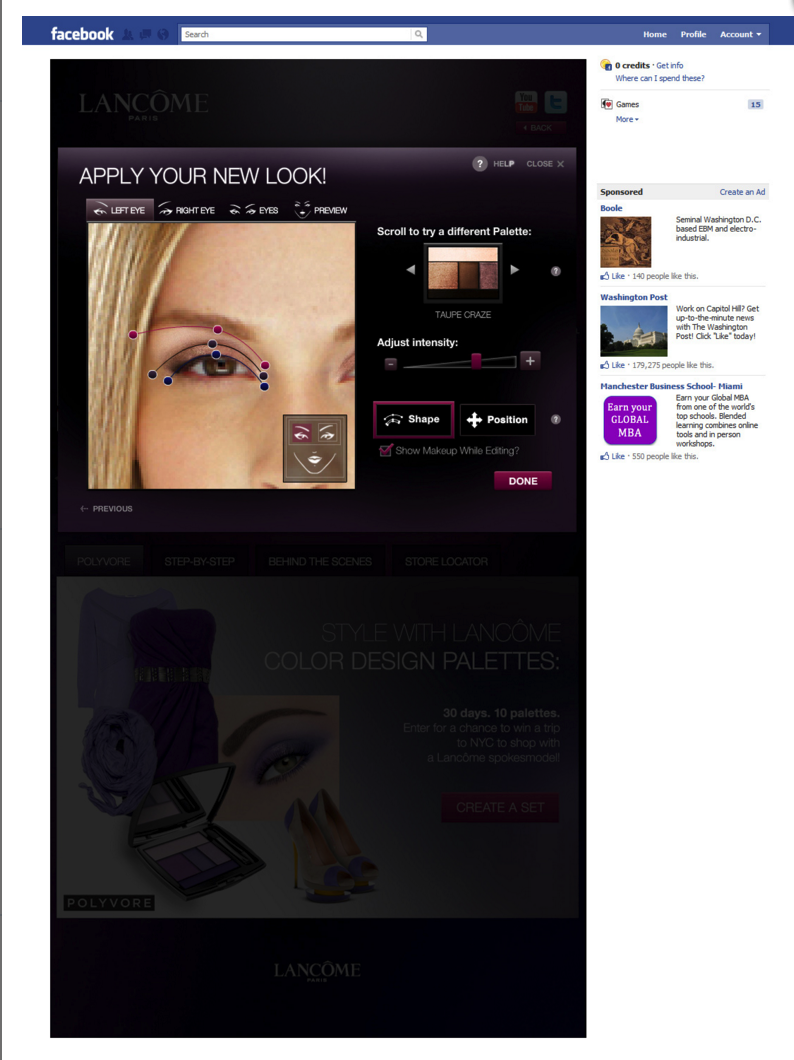 facebook
Search
Home Profile Account
LANCÔME
PARIS
You Tube
BACK
APPLY YOUR NEW LOOK!
? HELP CLOSE X
LEFT EYE RIGHT EYE EYES PREVIEW
Scroll to try a different Palette:
?
TAUPE CRAZE
Adjust intensity:
- +
Shape Position ?
Show Makeup While Editing?
DONE
PREVIOUS
POLYVORE STEP-BY-STEP BEHIND THE SCENES STORE LOCATOR
STYLE WITH LANCÔME
COLOR DESIGN PALETTES:
30 days. 10 palettes.
Enter for a chance to win a trip
to NYC to shop with
a Lancôme spokesmodel!
CREATE A SET
POLYVORE
LANCÔME
PARIS
0 credits · Get info
Where can I spend these?
Games 15
More
Sponsored Create an Ad
Boole
Seminal Washington D.C.
based EBM and electro-
industrial.
Like · 140 people like this.
Washington Post
Work on Capitol Hill? Get
up-to-the-minute news
with The Washington
Post! Click "Like" today!
Like · 179,275 people like this.
Manchester Business School- Miami
Earn your
GLOBAL
MBA
Earn your Global MBA
from one of the world's
top schools. Blended
learning combines online
tools and in person
workshops.
Like · 550 people like this.